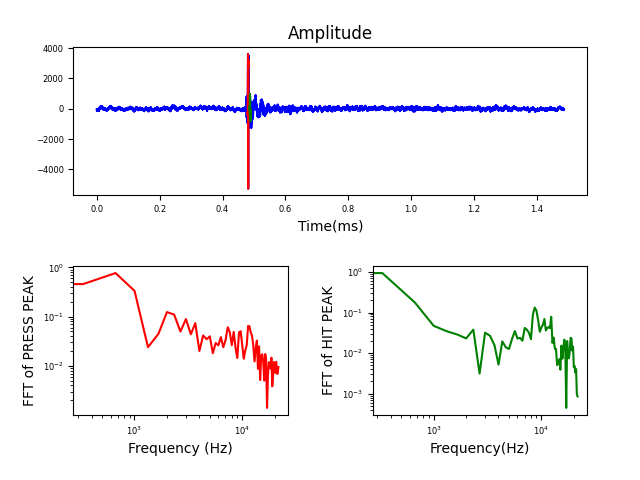 Amplitude
4000
2000
0
−2000
−4000
0.0 0.2 0.4 0.6 0.8 1.0 1.2 1.4
Time(ms)
FFT of PRESS PEAK
10⁰
10⁻¹
10⁻²
10³ 10⁴
Frequency (Hz)
FFT of HIT PEAK
10⁰
10⁻¹
10⁻²
10⁻³
10³ 10⁴
Frequency(Hz)